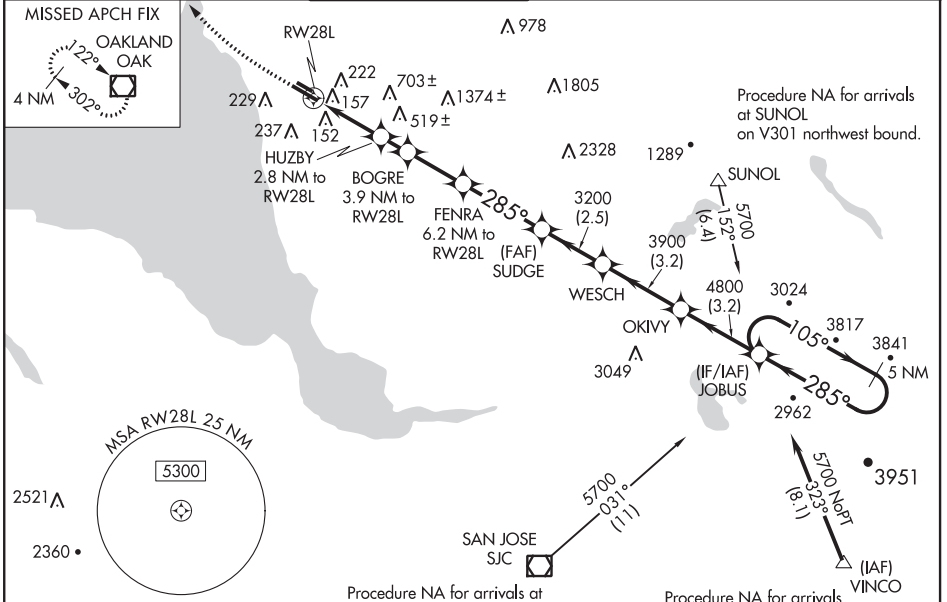 MISSED APCH FIX
OAKLAND
OAK
122°
302°
4 NM
RW28L
978
222
229
157
703±
1374±
1805
519±
237
152
2328
1289
Procedure NA for arrivals
at SUNOL
on V301 northwest bound.
HUZBY
2.8 NM to
RW28L
BOGRE
3.9 NM to
RW28L
FENRA
6.2 NM to
RW28L
285°
(FAF)
SUDGE
3200
(2.5)
SUNOL
5700
152°
(6.4)
WESCH
3900
(3.2)
OKIVY
4800
(3.2)
3049
3024
3817
3841
105°
5 NM
285°
(IF/IAF)
JOBUS
2962
3951
MSA RW28L 25 NM
5300
2521
2360
5700
031°
(11)
SAN JOSE
SJC
5700 NoPT
323°
(8.1)
(IAF)
VINCO
Procedure NA for arrivals at
Procedure NA for arrivals